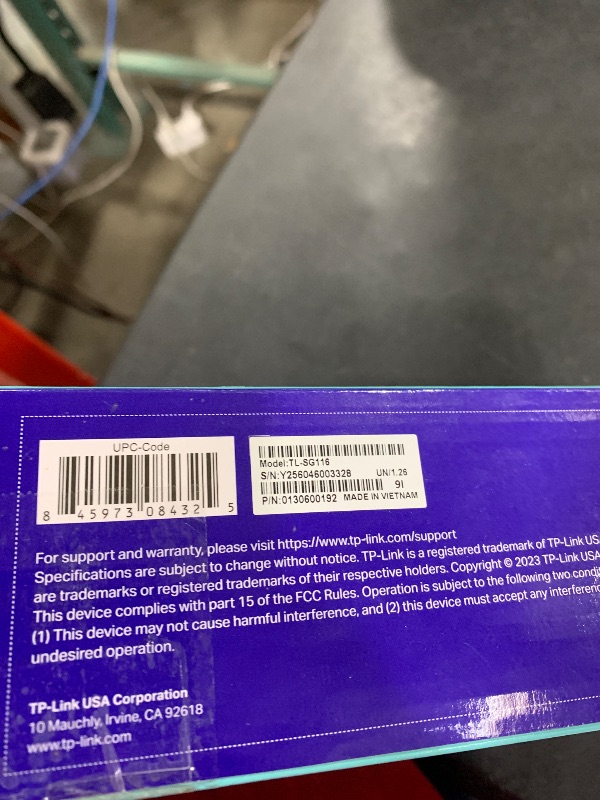 UPC-Code
8 45973 08432 5
Model:TL-SG116
S/N:Y256046003328 UN/1.26
9I
P/N:0130600192 MADE IN VIETNAM
For support and warranty, please visit https://www.tp-link.com/support
Specifications are subject to change without notice. TP-Link is a registered trademark of TP-Link US
are trademarks or registered trademarks of their respective holders. Copyright © 2023 TP-Link USA
This device complies with part 15 of the FCC Rules. Operation is subject to the following two condi
(1) This device may not cause harmful interference, and (2) this device must accept any interferenc
undesired operation.
TP-Link USA Corporation
10 Mauchly, Irvine, CA 92618
www.tp-link.com